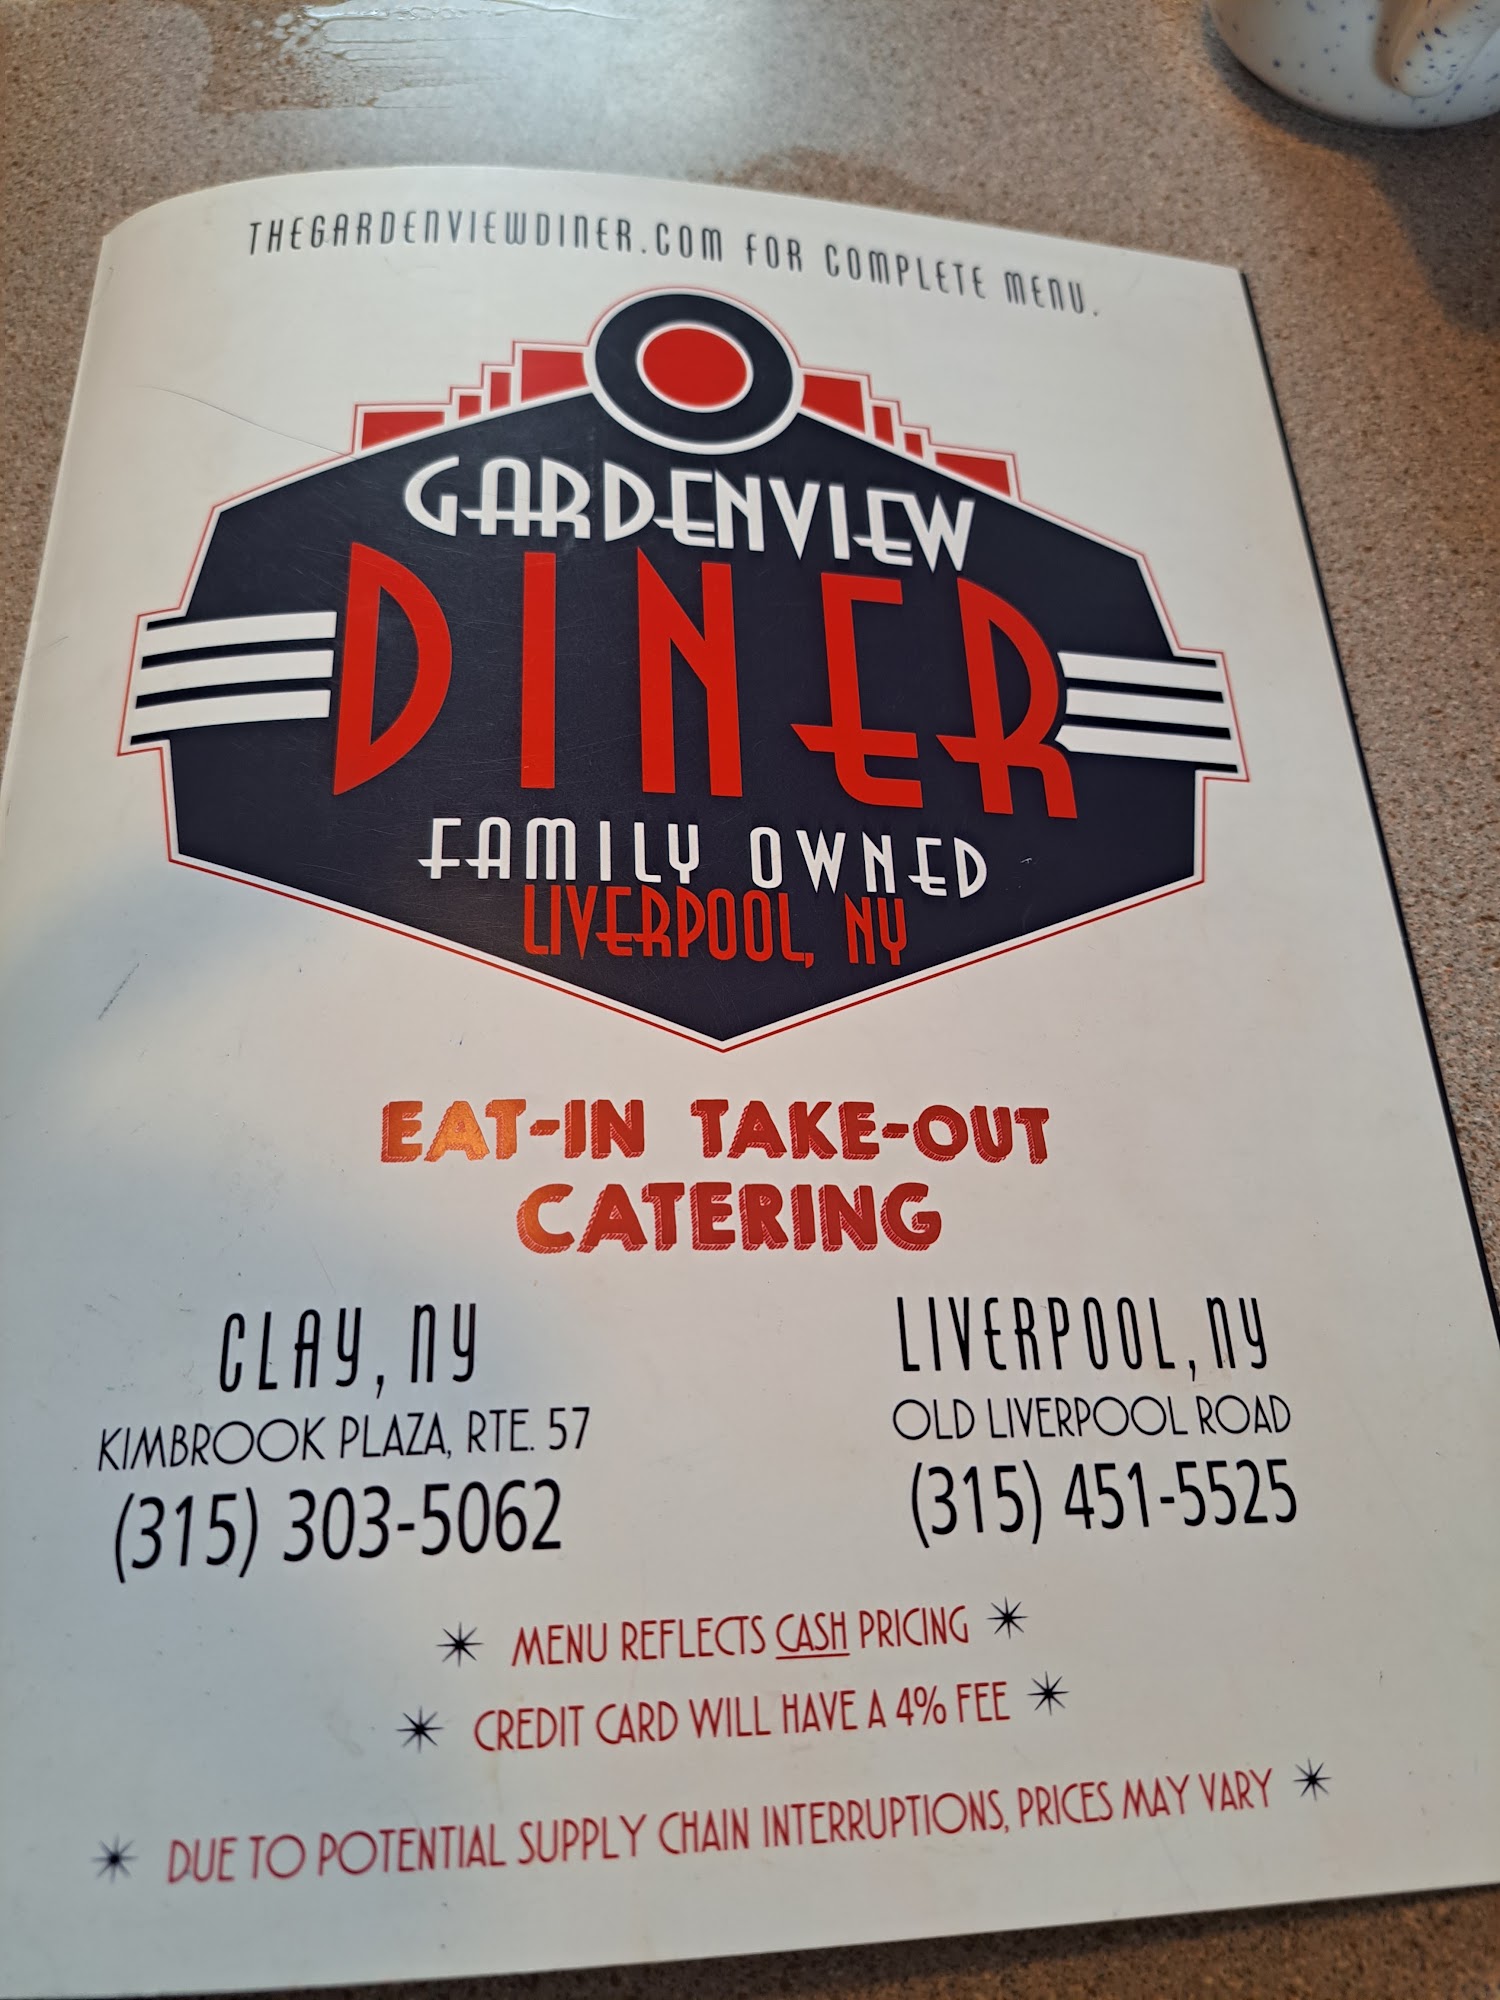 THEGARDENVIEWDINER.COM FOR COMPLETE MENU.
GARDENVIEW
DINER
FAMILY OWNED
LIVERPOOL, NY
EAT-IN TAKE-OUT
CATERING
CLAY, NY
KIMBROOK PLAZA, RTE. 57
(315) 303-5062
LIVERPOOL, NY
OLD LIVERPOOL ROAD
(315) 451-5525
MENU REFLECTS CASH PRICING
CREDIT CARD WILL HAVE A 4% FEE
DUE TO POTENTIAL SUPPLY CHAIN INTERRUPTIONS, PRICES MAY VARY